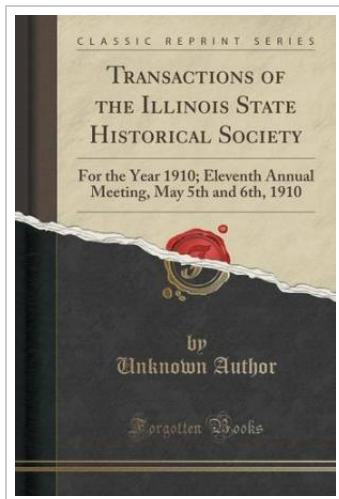 CLASSIC REPRINT SERIES
TRANSACTIONS OF
THE ILLINOIS STATE
HISTORICAL SOCIETY
For the Year 1910; Eleventh Annual
Meeting, May 5th and 6th, 1910
F
by
Unknown Author
Forgotten Books